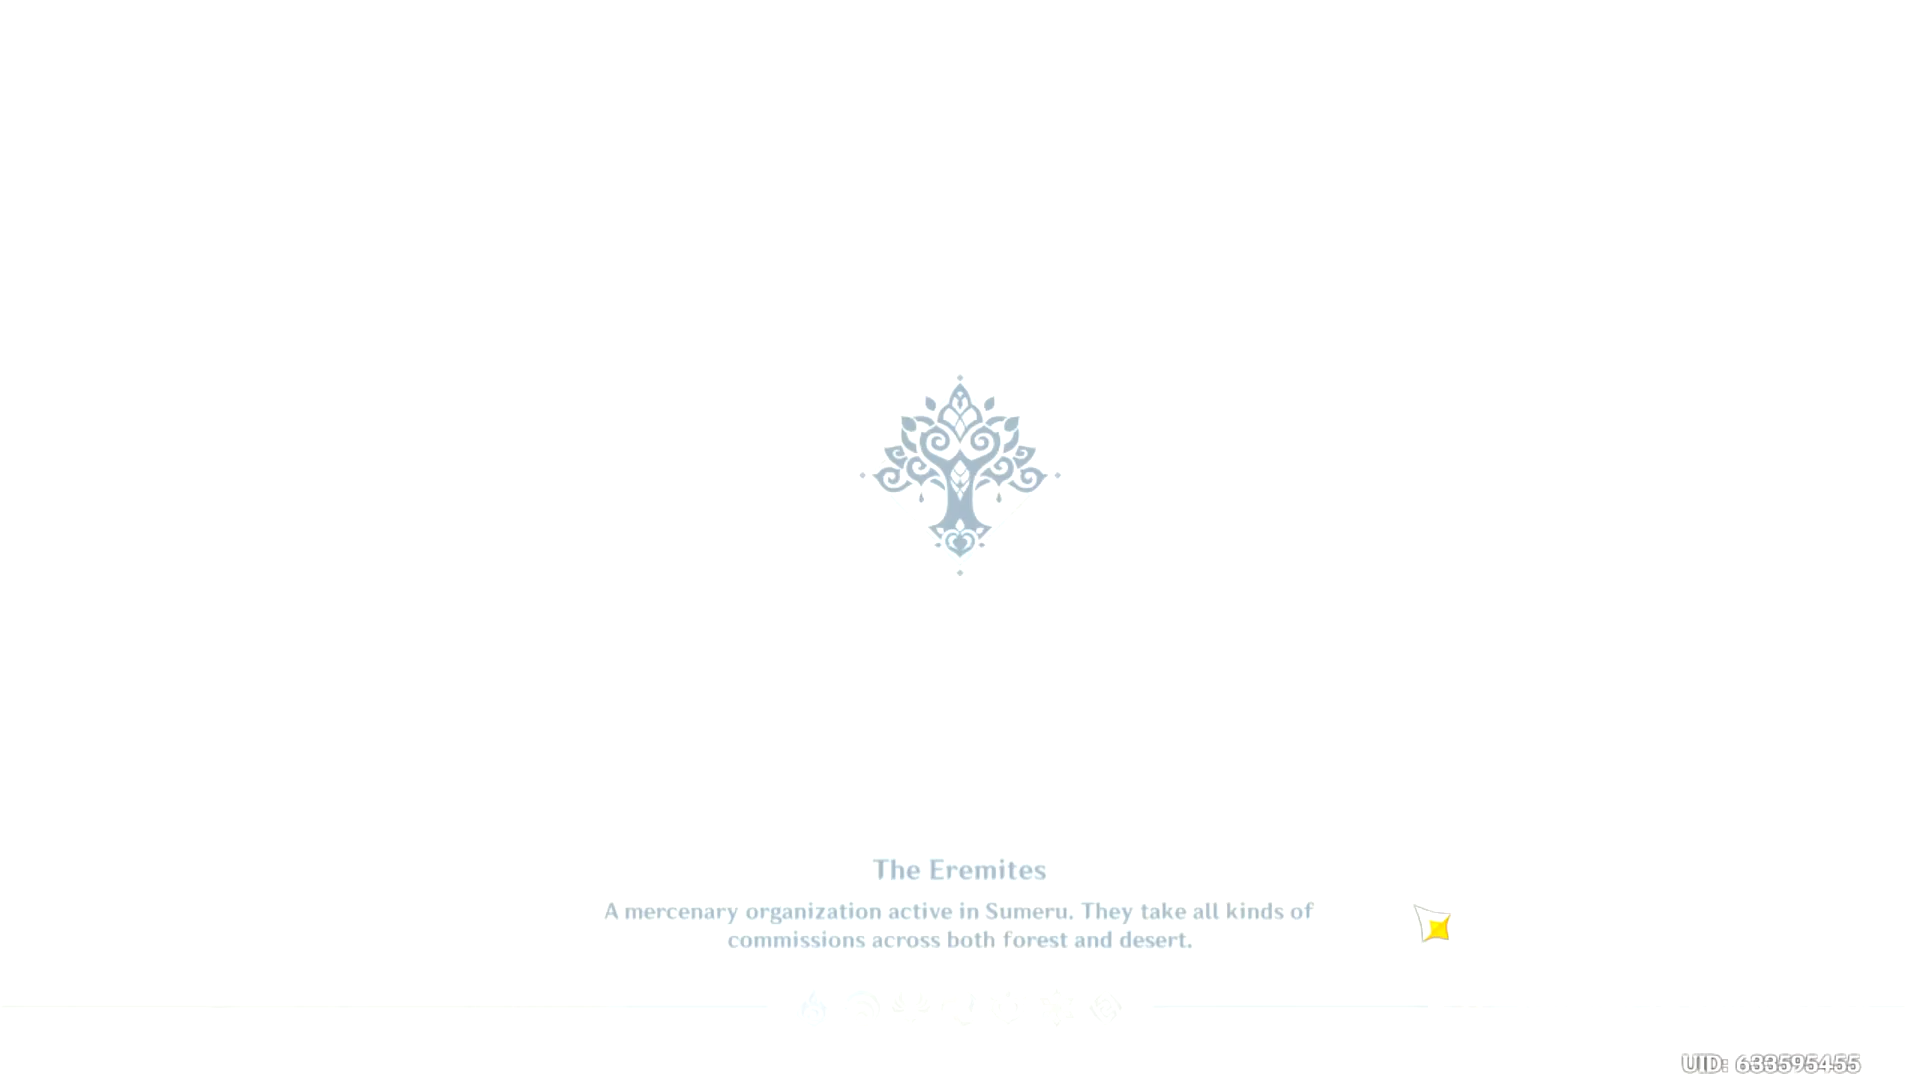 The Eremites
A mercenary organization active in Sumeru. They take all kinds of
commissions across both forest and desert.
UID: 633595455